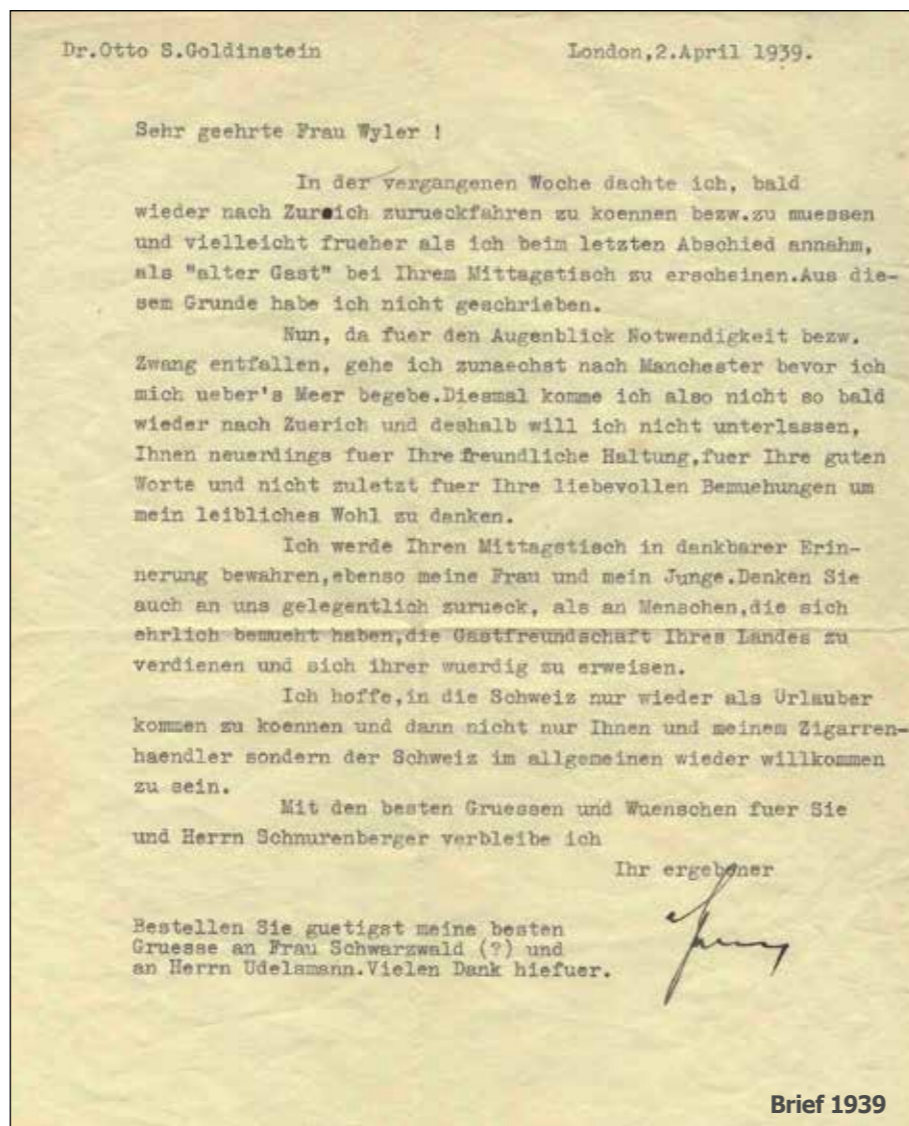 Dr.Otto S.Goldinstein London,2.April 1939.
Sehr geehrte Frau Wyler !
In der vergangenen Woche dachte ich, bald
wieder nach Zureich zurueckfahren zu koennen bezw.zu muessen
und vielleicht frueher als ich beim letzten Abschied annahm,
als "alter Gast" bei Ihrem Mittagstisch zu erscheinen.Aus die-
sem Grunde habe ich nicht geschrieben.
Nun, da fuer den Augenblick Notwendigkeit bezw.
Zwang entfallen, gehe ich zunaechst nach Manchester bevor ich
mich ueber's Meer begebe.Diesmal komme ich also nicht so bald
wieder nach Zuerich und deshalb will ich nicht unterlassen,
Ihnen neuerdings fuer Ihre freundliche Haltung,fuer Ihre guten
Worte und nicht zuletzt fuer Ihre liebevollen Bemuehungen um
mein leibliches Wohl zu danken.
Ich werde Ihren Mittagstisch in dankbarer Erin-
nerung bewahren,ebenso meine Frau und mein Junge.Denken Sie
auch an uns gelegentlich zurueck, als an Menschen,die sich
ehrlich bemueht haben,die Gastfreundschaft Ihres Landes zu
verdienen und sich ihrer wuerdig zu erweisen.
Ich hoffe,in die Schweiz nur wieder als Urlauber
kommen zu koennen und dann nicht nur Ihnen und meinem Zigarren-
haendler sondern der Schweiz im allgemeinen wieder willkommen
zu sein.
Mit den besten Gruessen und Wuenschen fuer Sie
und Herrn Schnurenberger verbleibe ich
Ihr ergebener
Bestellen Sie guetigst meine besten
Gruesse an Frau Schwarzwald (?) und
an Herrn Udelsmann.Vielen Dank hiefuer.
Brief 1939